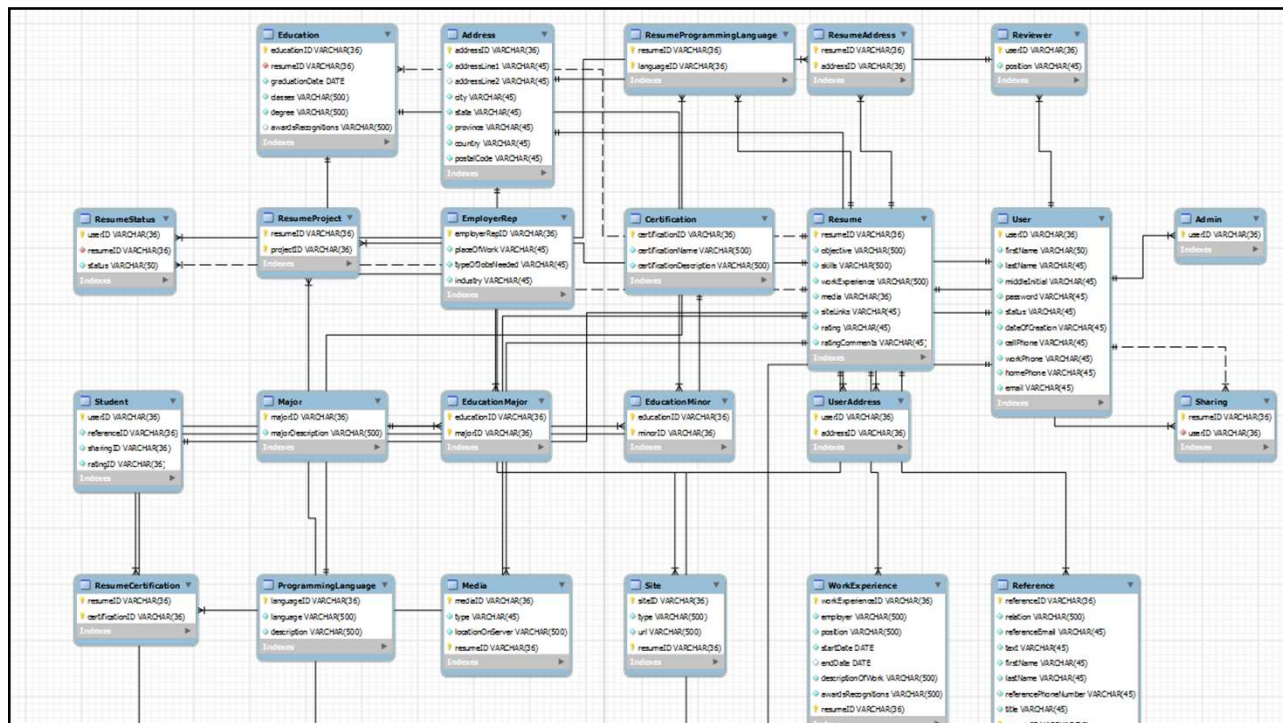 Education
educationID VARCHAR(36)
resumeID VARCHAR(36)
graduationDate DATE
classes VARCHAR(500)
degree VARCHAR(500)
awardsRecognitions VARCHAR(500)
Indexes
Address
addressID VARCHAR(36)
addressLine1 VARCHAR(45)
addressLine2 VARCHAR(45)
city VARCHAR(45)
state VARCHAR(45)
province VARCHAR(45)
country VARCHAR(45)
postalCode VARCHAR(45)
Indexes
ResumeProgrammingLanguage
resumeID VARCHAR(36)
languageID VARCHAR(36)
Indexes
ResumeAddress
resumeID VARCHAR(36)
addressID VARCHAR(36)
Indexes
Reviewer
userID VARCHAR(36)
position VARCHAR(45)
Indexes
ResumeStatus
userID VARCHAR(36)
resumeID VARCHAR(36)
status VARCHAR(50)
Indexes
ResumeProject
resumeID VARCHAR(36)
projectID VARCHAR(36)
Indexes
EmployerRep
employerRepID VARCHAR(36)
placeOfWork VARCHAR(45)
typeOfJobsNeeded VARCHAR(45)
industry VARCHAR(45)
Indexes
Certification
certificationID VARCHAR(36)
certificationName VARCHAR(500)
certificationDescription VARCHAR(500)
Indexes
Resume
resumeID VARCHAR(36)
objective VARCHAR(500)
skills VARCHAR(500)
workExperience VARCHAR(500)
media VARCHAR(36)
siteLinks VARCHAR(45)
rating VARCHAR(45)
ratingComments VARCHAR(45)
Indexes
User
userID VARCHAR(36)
firstName VARCHAR(50)
lastName VARCHAR(45)
middleInitial VARCHAR(45)
password VARCHAR(45)
status VARCHAR(45)
dateOfCreation VARCHAR(45)
cellPhone VARCHAR(45)
workPhone VARCHAR(45)
homePhone VARCHAR(45)
email VARCHAR(45)
Indexes
Admin
userID VARCHAR(36)
Indexes
Student
userID VARCHAR(36)
referenceID VARCHAR(36)
sharingID VARCHAR(36)
ratingID VARCHAR(36)
Indexes
Major
majorID VARCHAR(36)
majorDescription VARCHAR(500)
Indexes
EducationMajor
educationID VARCHAR(36)
majorID VARCHAR(36)
Indexes
EducationMinor
educationID VARCHAR(36)
minorID VARCHAR(36)
Indexes
UserAddress
userID VARCHAR(36)
addressID VARCHAR(36)
Indexes
Sharing
resumeID VARCHAR(36)
userID VARCHAR(36)
Indexes
ResumeCertification
resumeID VARCHAR(36)
certificationID VARCHAR(36)
Indexes
ProgrammingLanguage
languageID VARCHAR(36)
language VARCHAR(500)
description VARCHAR(500)
Indexes
Media
mediaID VARCHAR(36)
type VARCHAR(45)
locationOnServer VARCHAR(500)
resumeID VARCHAR(36)
Indexes
Site
siteID VARCHAR(36)
type VARCHAR(500)
url VARCHAR(500)
resumeID VARCHAR(36)
Indexes
WorkExperience
workExperienceID VARCHAR(36)
employer VARCHAR(500)
position VARCHAR(500)
startDate DATE
endDate DATE
descriptionOfWork VARCHAR(500)
awardsRecognitions VARCHAR(500)
resumeID VARCHAR(36)
Reference
referenceID VARCHAR(36)
relation VARCHAR(500)
referenceEmail VARCHAR(45)
text VARCHAR(45)
firstName VARCHAR(45)
lastName VARCHAR(45)
referencePhoneNumber VARCHAR(45)
title VARCHAR(45)